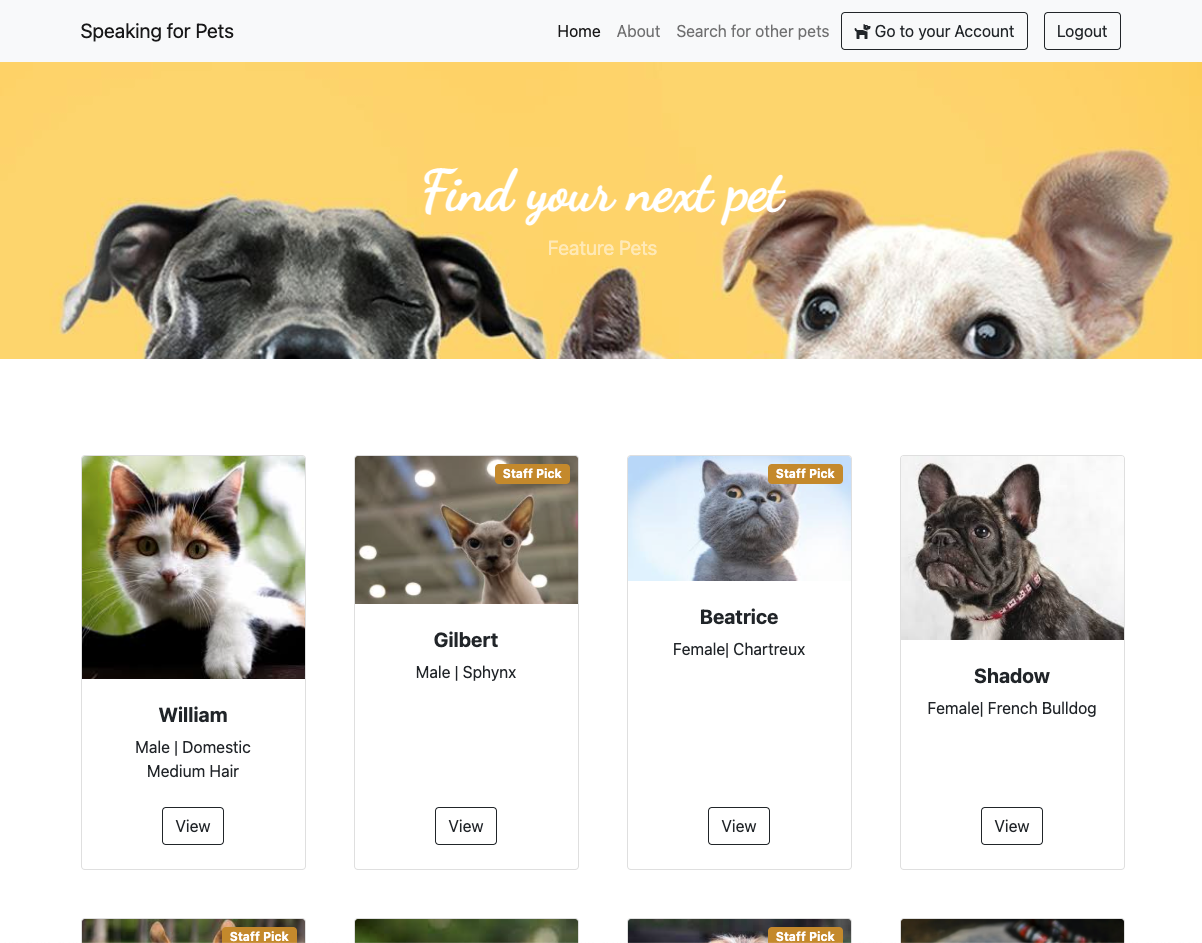 Speaking for Pets
Home
About
Search for other pets
Go to your Account
Logout
Find your next pet
Feature Pets
William
Male | Domestic
Medium Hair
View
Staff Pick
Gilbert
Male | Sphynx
View
Staff Pick
Beatrice
Female| Chartreux
View
Shadow
Female| French Bulldog
View
Staff Pick
Staff Pick